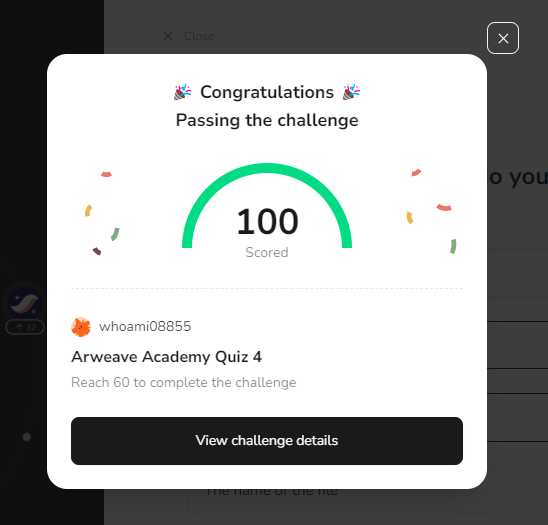 Close
Congratulations
Passing the challenge
o you
100
Scored
32
whoami08855
Arweave Academy Quiz 4
Reach 60 to complete the challenge
View challenge details
The name of the file